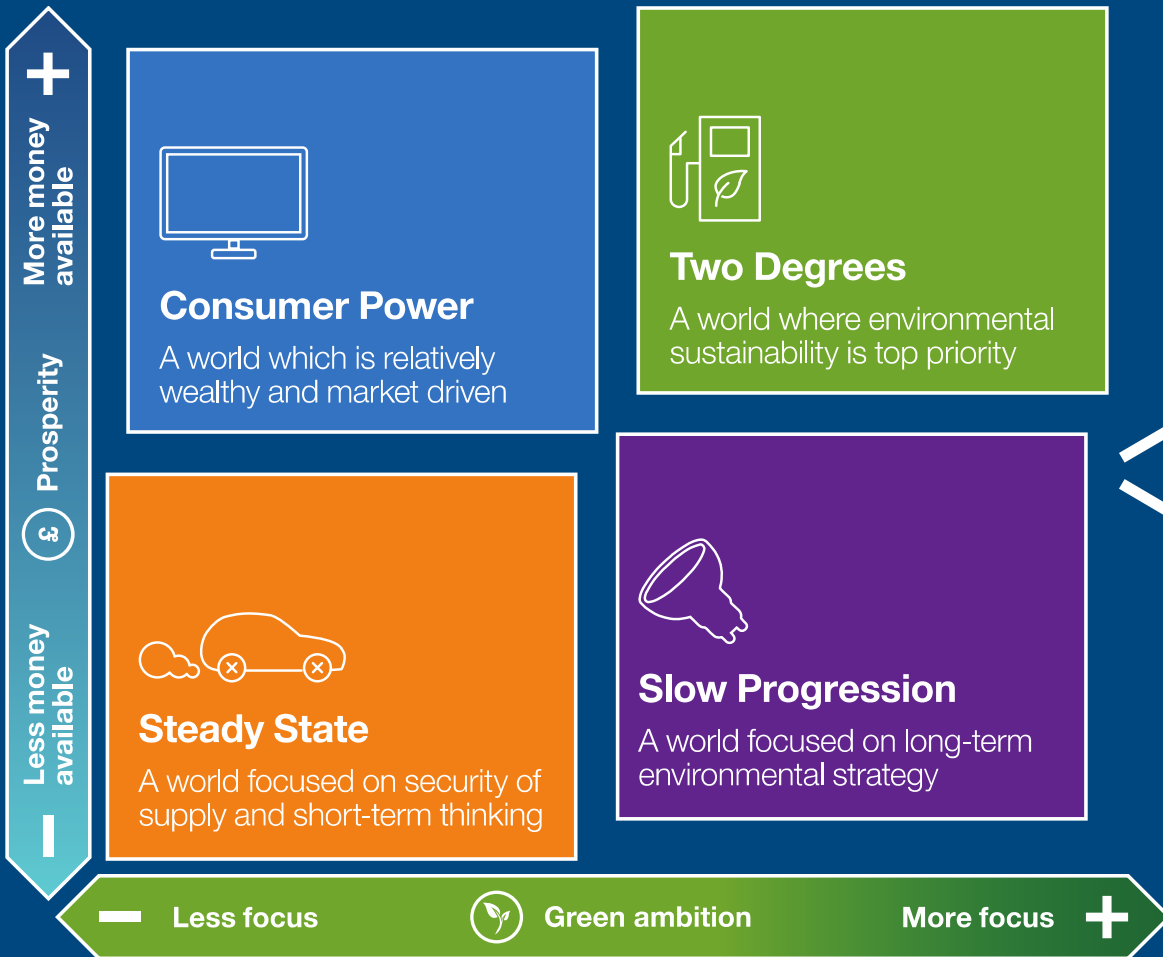 +
More money
available
Prosperity
£
Less money
available
–
Consumer Power
A world which is relatively
wealthy and market driven
Two Degrees
A world where environmental
sustainability is top priority
Steady State
A world focused on security of
supply and short-term thinking
Slow Progression
A world focused on long-term
environmental strategy
– Less focus
Green ambition
More focus +